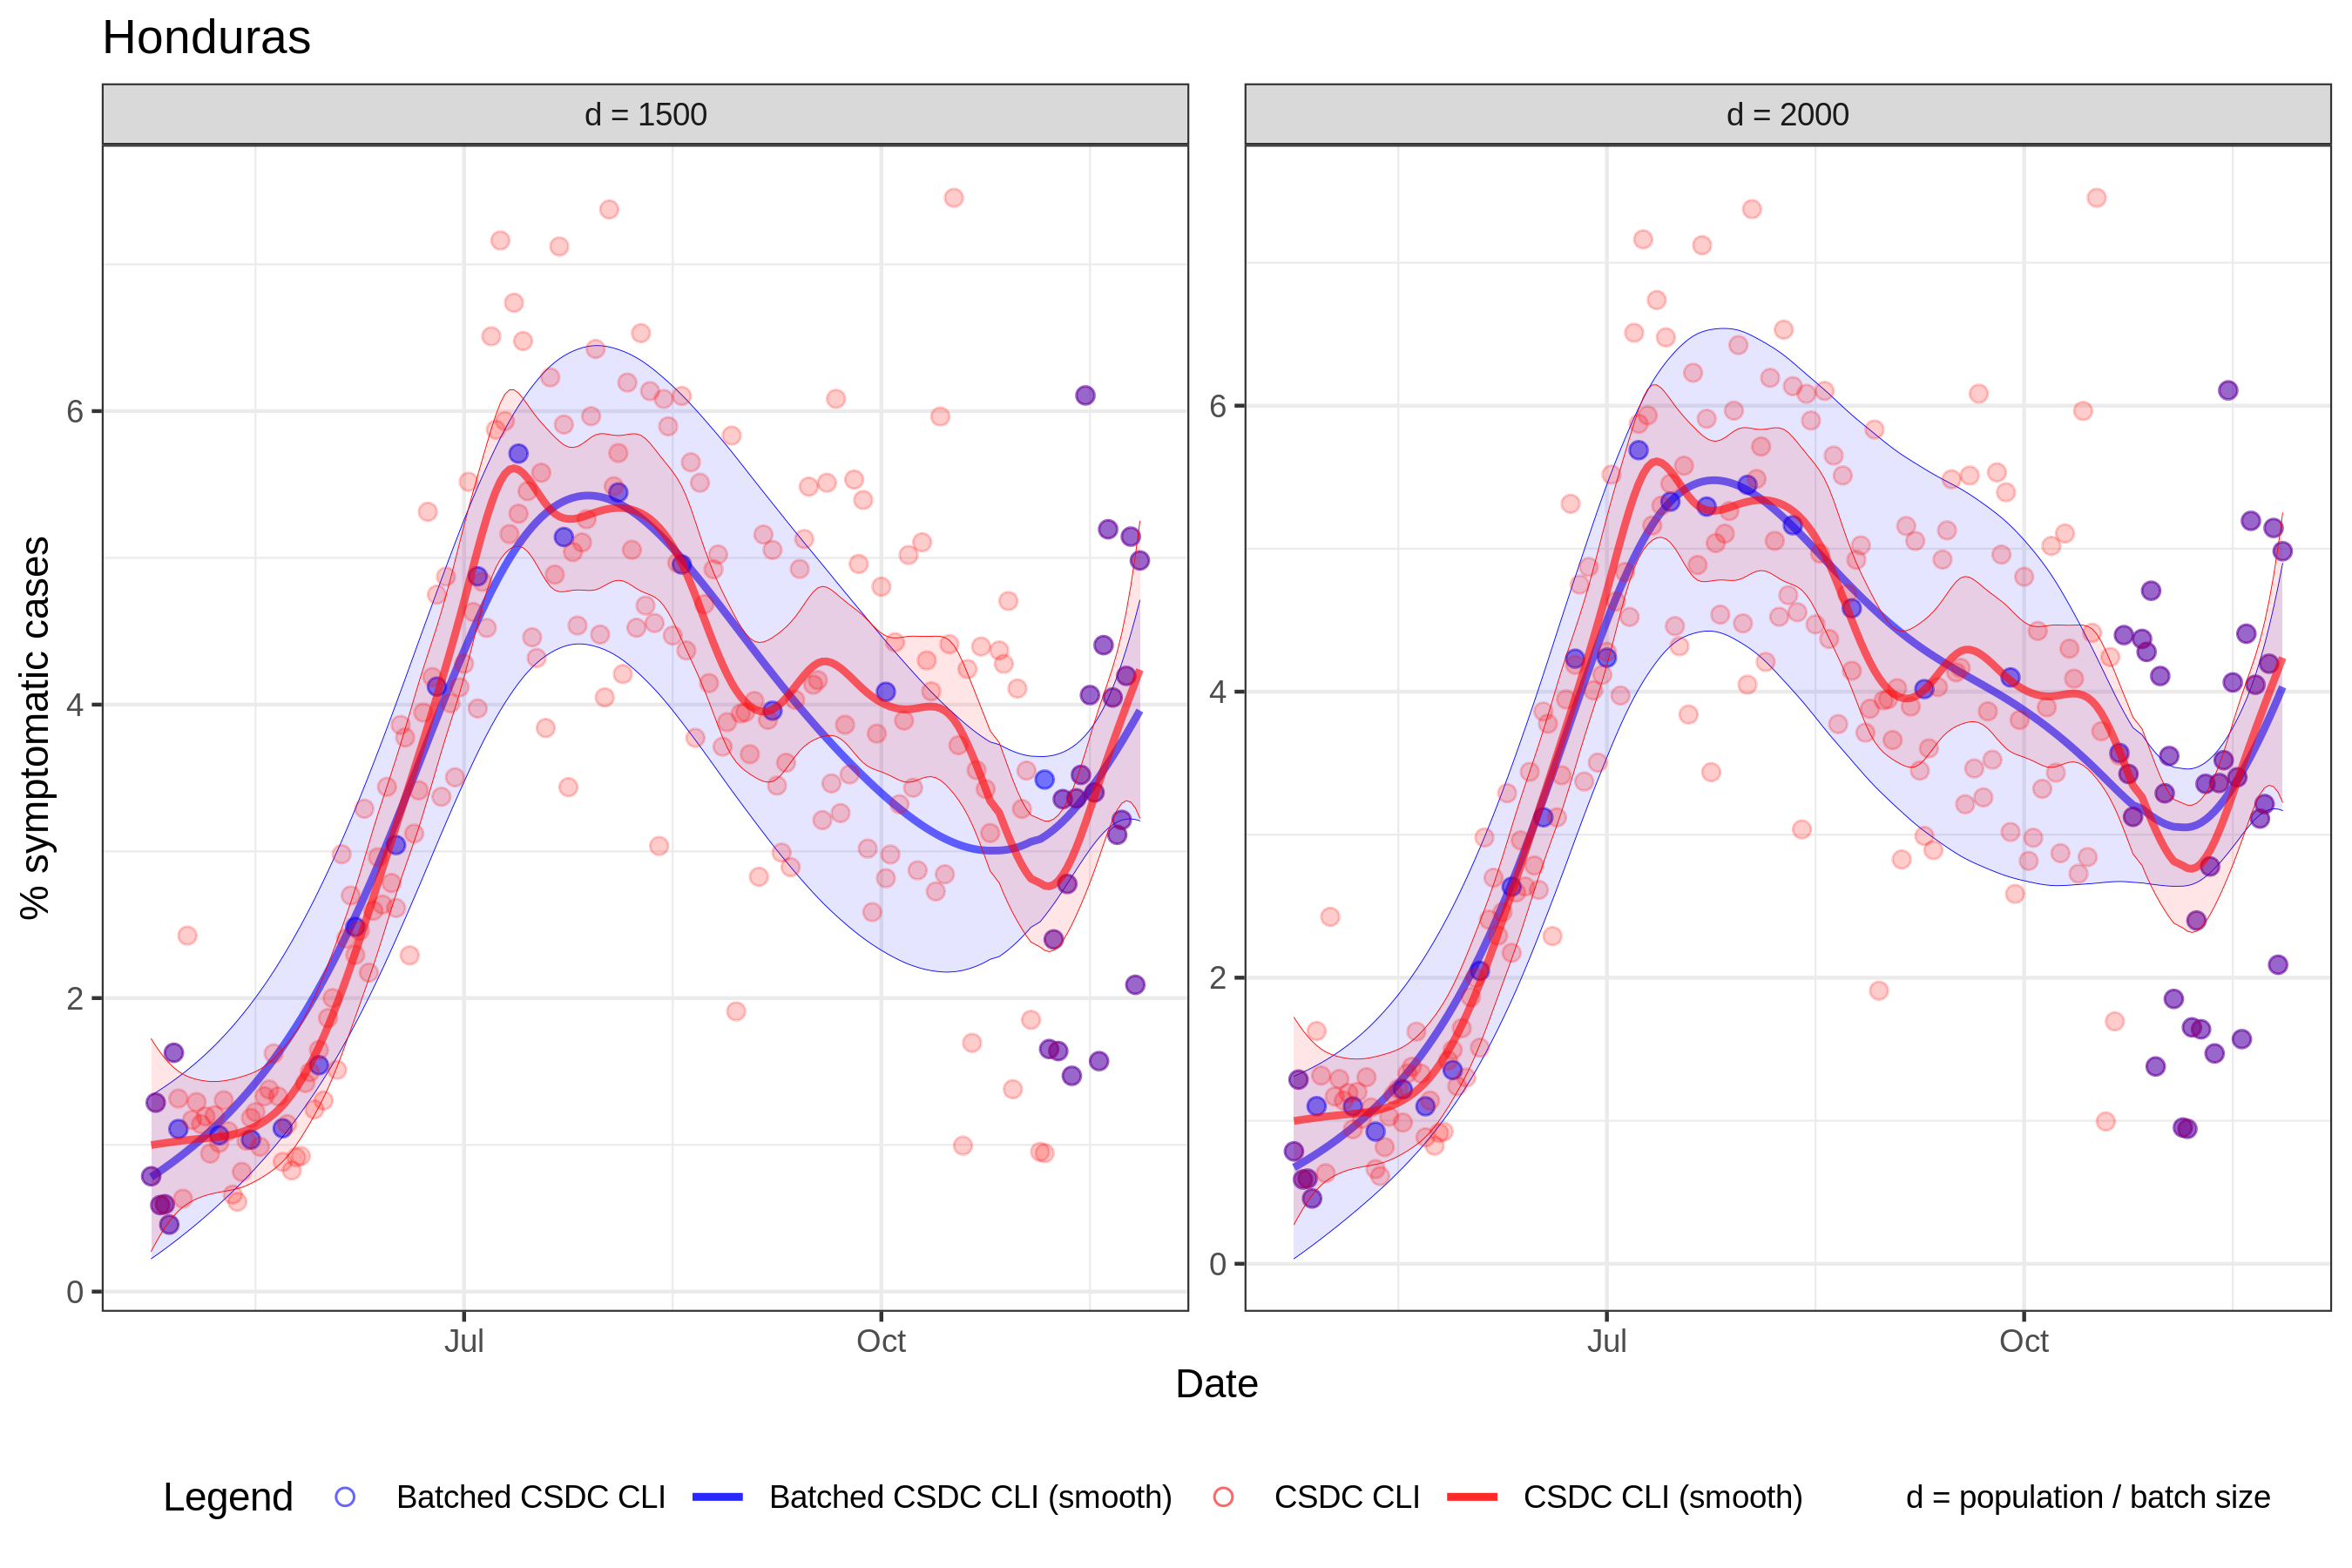 Honduras
d = 1500
d = 2000
% symptomatic cases
6
4
2
0
6
4
2
0
Jul
Oct
Jul
Oct
Date
Legend
Batched CSDC CLI
Batched CSDC CLI (smooth)
CSDC CLI
CSDC CLI (smooth)
d = population / batch size